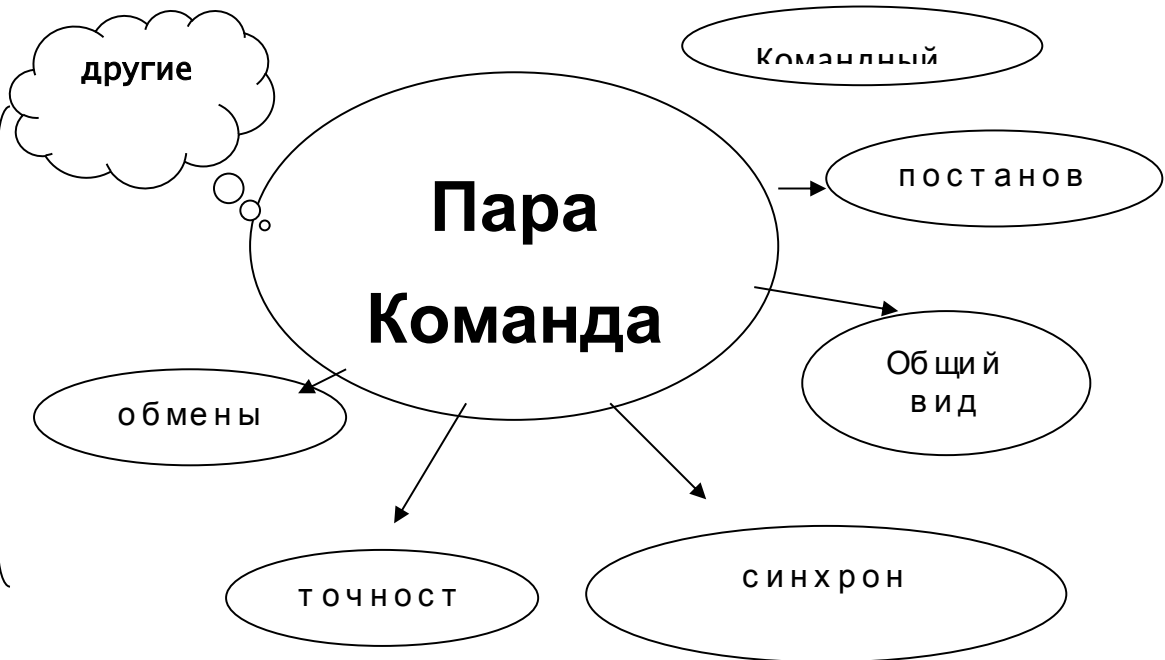 другие
Командный
постанов
Пара
Команда
Общий
вид
обмены
точност
синхрон